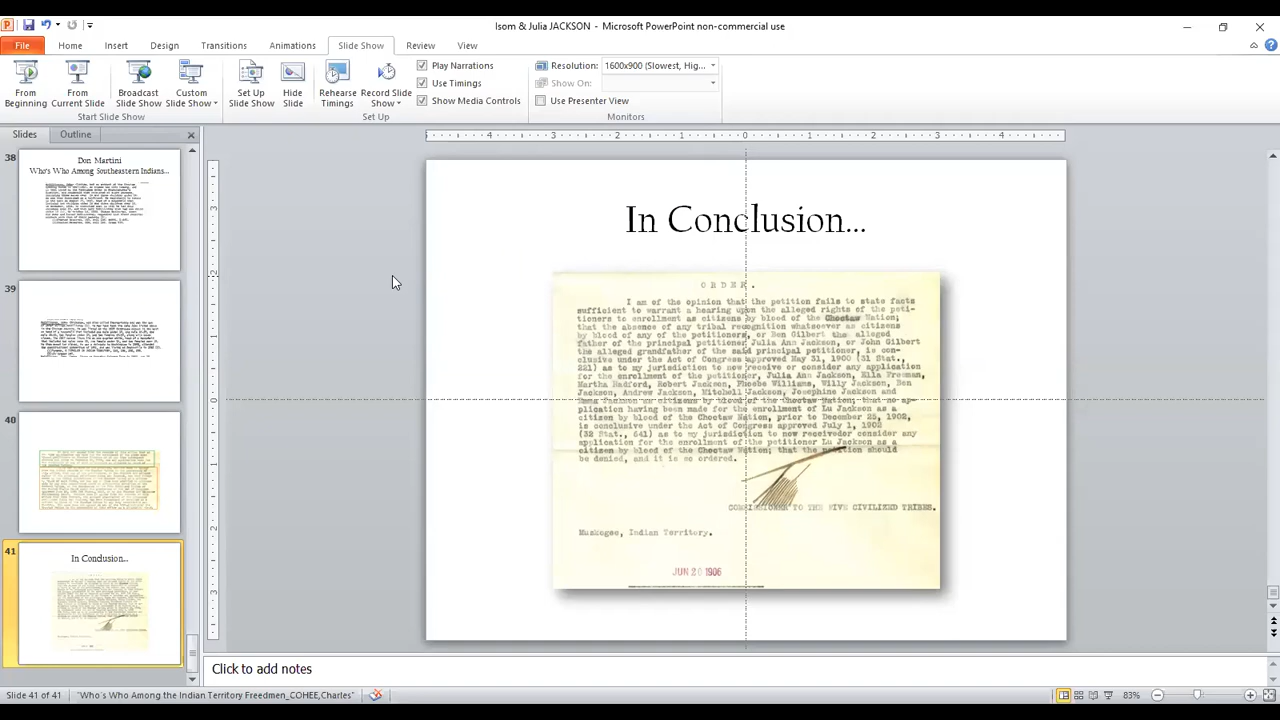 Isom & Julia JACKSON - Microsoft PowerPoint non-commercial use
File Home Insert Design Transitions Animations Slide Show Review View
From Beginning
From Current Slide
Broadcast Slide Show
Custom Slide Show
Start Slide Show
Set Up Slide Show
Hide Slide
Rehearse Timings
Record Slide Show
Play Narrations
Use Timings
Show Media Controls
Set Up
Resolution: 1600x900 (Slowest, Hig...
Show On:
Use Presenter View
Monitors
Slides Outline
38
Don Martini
Who's Who Among Southeastern Indians...
39
40
41
In Conclusion...
In Conclusion...
ORDER.
I am of the opinion that the petition fails to state facts
sufficient to warrant a hearing upon the alleged rights of the peti-
tioners to enrollment as citizens by blood of the Choctaw Nation;
that the absence of any tribal recognition whatsoever as citizens
by blood of any of the petitioners, or Ben Gilbert the alleged
father of the principal petitioner Julia Ann Jackson, or John Gilbert
the alleged grandfather of the said principal petitioner, is con-
clusive under the Act of Congress approved May 31, 1900 (31 Stat.,
221) as to my jurisdiction to now receive or consider any application
for the enrollment of the petitioner, Julia Ann Jackson, Ella Freeman,
Martha Radford, Robert Jackson, Phoebe Williams, Willy Jackson, Ben
Jackson, Andrew Jackson, Mitchell Jackson, Josephine Jackson and
Jackson as citizens by blood of the Choctaw Nation; that no ap-
plication having been made for the enrollment of Lu Jackson as a
citizen by blood of the Choctaw Nation, prior to December 25, 1902,
is conclusive under the Act of Congress approved July 1, 1902
(32 Stat., 641) as to my jurisdiction to now receive or consider any
application for the enrollment of the petitioner Lu Jackson as a
citizen by blood of the Choctaw Nation; that the petition should
be denied, and it is so ordered.
COMMISSIONER TO THE FIVE CIVILIZED TRIBES.
Muskogee, Indian Territory.
JUN 20 1906
Click to add notes
Slide 41 of 41 "Who's Who Among the Indian Territory Freedmen_COHEE,Charles" 83%